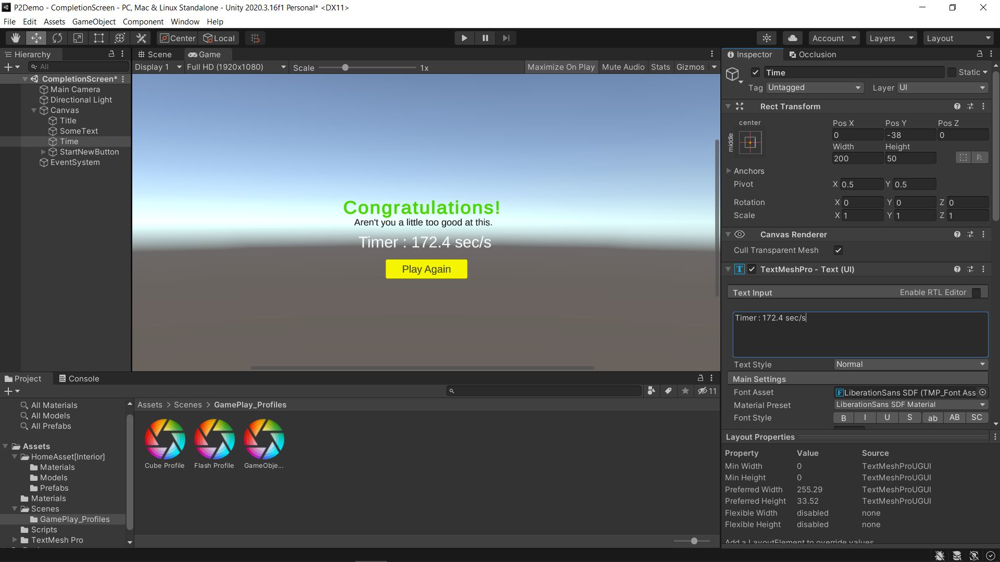 P2Demo - CompletionScreen - PC, Mac & Linux Standalone - Unity 2020.3.16f1 Personal* <DX11>
File Edit Assets GameObject Component Window Help
Center Local Account Layers Layout
Hierarchy
All
CompletionScreen*
Main Camera
Directional Light
Canvas
Title
SomeText
Time
StartNewButton
EventSystem
Scene Game
Display 1 Full HD (1920x1080) Scale 1x Maximize On Play Mute Audio Stats Gizmos
Congratulations!
Aren't you a little too good at this.
Timer : 172.4 sec/s
Play Again
Inspector Occlusion
Time Static
Tag Untagged Layer UI
Rect Transform
center
middle
Pos X Pos Y Pos Z
0 -38 0
Width Height
200 50
R
Anchors
Pivot X 0.5 Y 0.5
Rotation X 0 Y 0 Z 0
Scale X 1 Y 1 Z 1
Canvas Renderer
Cull Transparent Mesh
TextMeshPro - Text (UI)
Text Input Enable RTL Editor
Timer : 172.4 sec/s
Text Style Normal
Main Settings
Font Asset LiberationSans SDF (TMP_Font Ass
Material Preset LiberationSans SDF Material
Font Style B I U S ab AB SC
Layout Properties
Property Value Source
Min Width 0 TextMeshProUGUI
Min Height 0 TextMeshProUGUI
Preferred Width 255.29 TextMeshProUGUI
Preferred Height 33.52 TextMeshProUGUI
Flexible Width disabled none
Flexible Height disabled none
Add a LayoutElement to override values
Project Console
11
All Materials
All Models
All Prefabs
Assets
HomeAsset[Interior]
Materials
Models
Prefabs
Materials
Scenes
GamePlay_Profiles
Scripts
TextMesh Pro
Assets > Scenes > GamePlay_Profiles
Cube Profile Flash Profile GameObje...